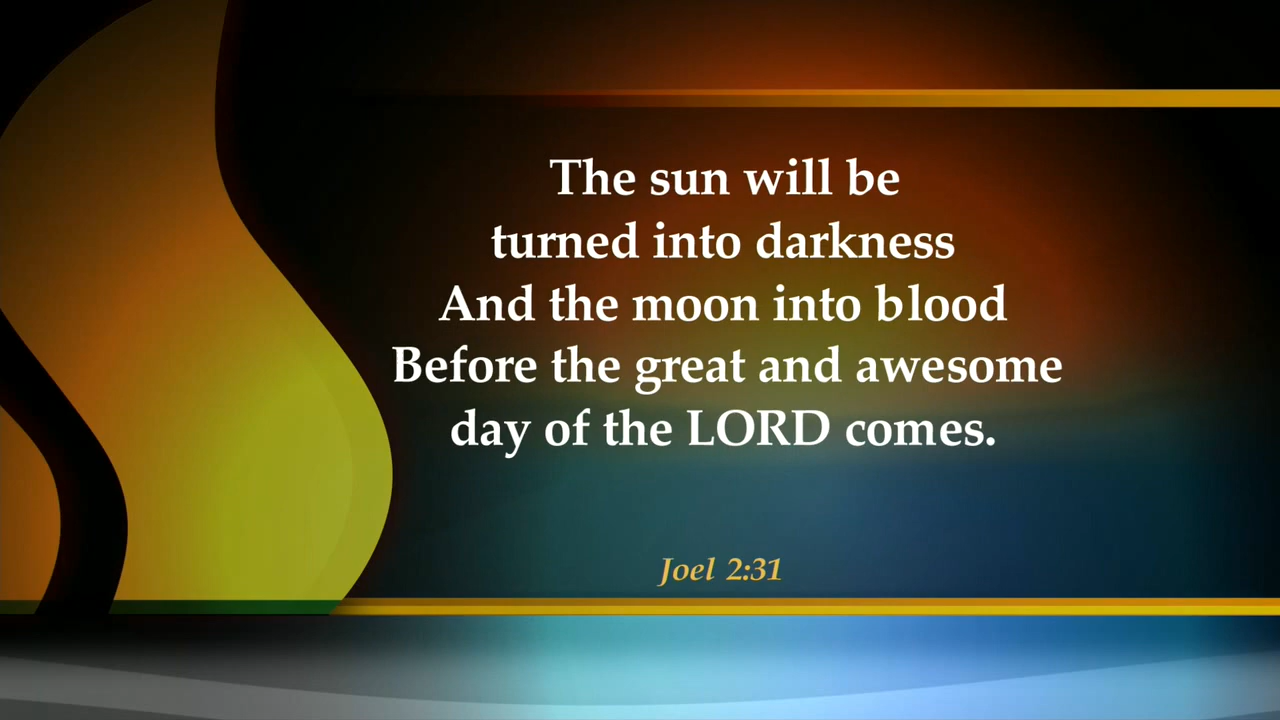 The sun will be
turned into darkness
And the moon into blood
Before the great and awesome
day of the LORD comes.
Joel 2:31